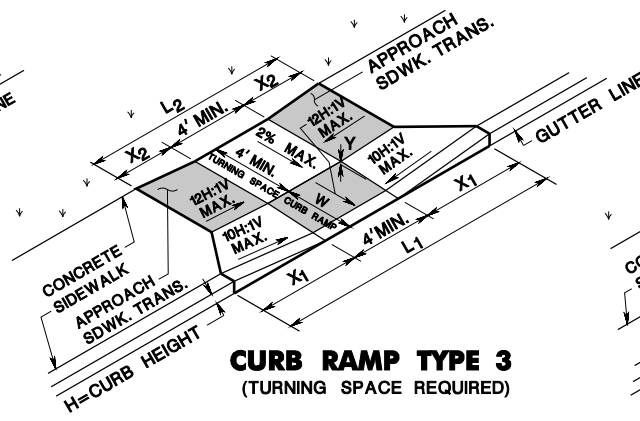 APPROACH
SDWK. TRANS.
GUTTER LINE
NE
L2
X2
4' MIN.
X2
12H:1V
MAX.
Y
2% MAX.
10H:1V
MAX.
4' MIN.
TURNING SPACE
12H:1V
MAX.
W
CURB RAMP
10H:1V
MAX.
X1
4'MIN.
L1
X1
CONCRETE
SIDEWALK
APPROACH
SDWK. TRANS.
H=CURB HEIGHT
CURB RAMP TYPE 3
(TURNING SPACE REQUIRED)